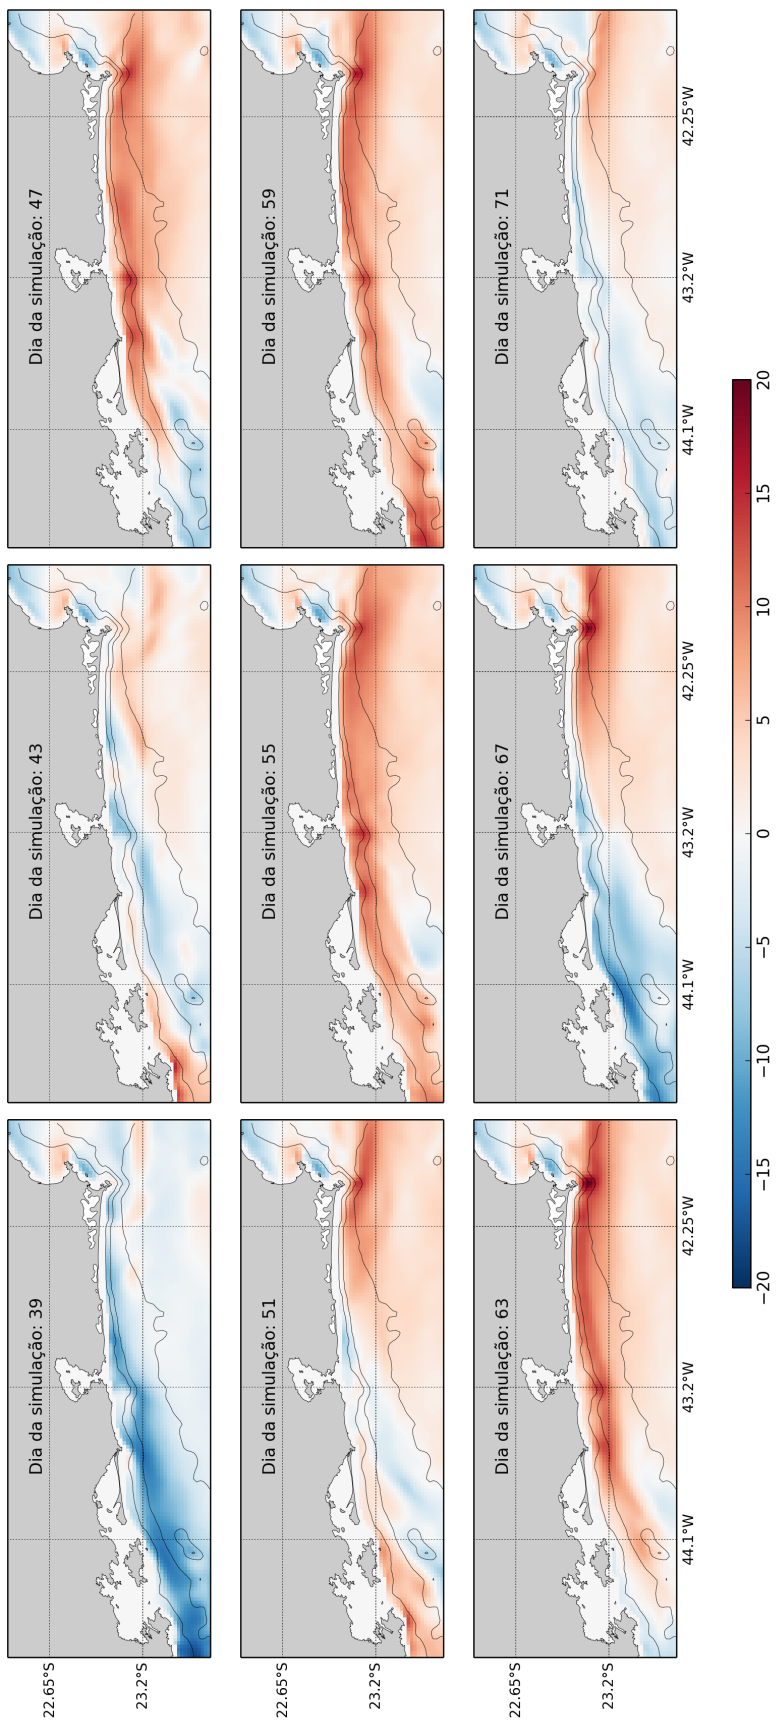 Dia da simulação: 39
Dia da simulação: 43
Dia da simulação: 47
22.65°S
23.2°S
Dia da simulação: 51
Dia da simulação: 55
Dia da simulação: 59
22.65°S
23.2°S
Dia da simulação: 63
Dia da simulação: 67
Dia da simulação: 71
22.65°S
23.2°S
44.1°W 43.2°W 42.25°W 44.1°W 43.2°W 42.25°W 44.1°W 43.2°W 42.25°W
−20 −15 −10 −5 0 5 10 15 20